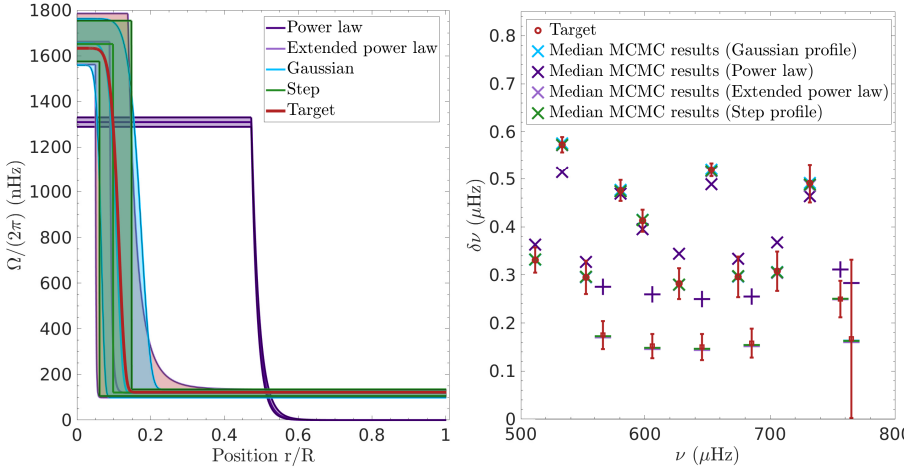 1800
1600
1400
1200
1000
800
600
400
200
0
Ω/(2π) (nHz)
0
0.2
0.4
0.6
0.8
1
Position r/R
Power law
Extended power law
Gaussian
Step
Target
0.8
0.7
0.6
0.5
0.4
0.3
0.2
0.1
0
δν (μHz)
500
600
700
800
ν (μHz)
Target
Median MCMC results (Gaussian profile)
Median MCMC results (Power law)
Median MCMC results (Extended power law)
Median MCMC results (Step profile)